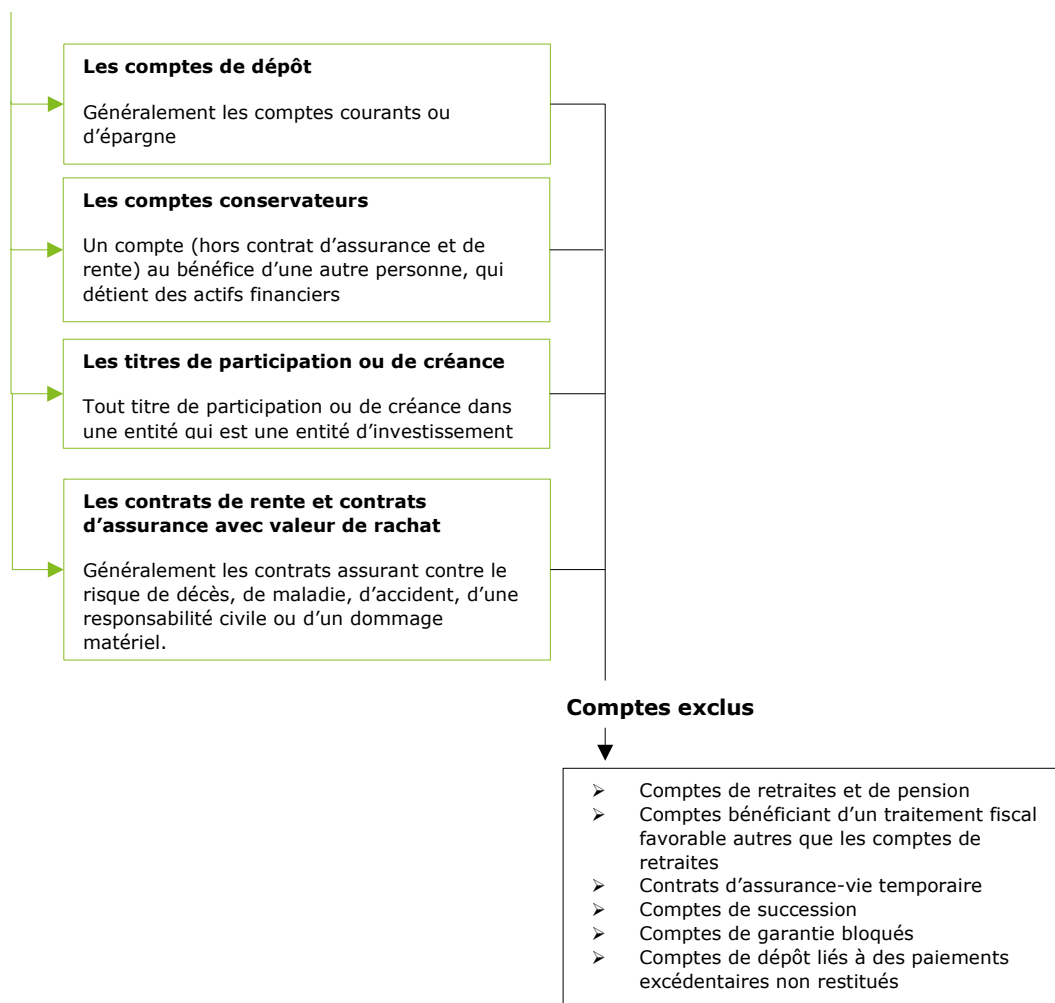 Les comptes de dépôt
Généralement les comptes courants ou
d’épargne
Les comptes conservateurs
Un compte (hors contrat d’assurance et de
rente) au bénéfice d’une autre personne, qui
détient des actifs financiers
Les titres de participation ou de créance
Tout titre de participation ou de créance dans
une entité qui est une entité d’investissement
Les contrats de rente et contrats
d’assurance avec valeur de rachat
Généralement les contrats assurant contre le
risque de décès, de maladie, d’accident, d’une
responsabilité civile ou d’un dommage
matériel.
Comptes exclus
➢ Comptes de retraites et de pension
➢ Comptes bénéficiant d’un traitement fiscal
favorable autres que les comptes de
retraites
➢ Contrats d’assurance-vie temporaire
➢ Comptes de succession
➢ Comptes de garantie bloqués
➢ Comptes de dépôt liés à des paiements
excédentaires non restitués